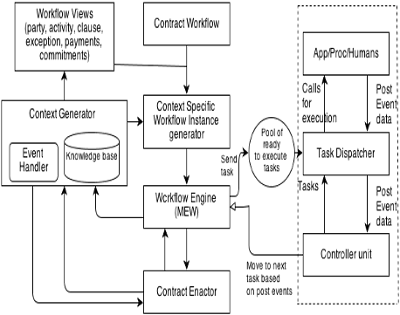 Workflow Views
(party, activity, clause,
exception, payments,
commitments)
Contract Workflow
App/Proc/Humans
Calls
for
execution
Post
Event
data
Context Generator
Event
Handler
Knowledge base
Context Specific
Workflow Instance
generator
Pool of
ready
to execute
tasks
Send
task
Task Dispatcher
Tasks
Post
Event
data
Workflow Engine
(MEW)
Controller unit
Move to next
task based
on post events
Contract Enactor